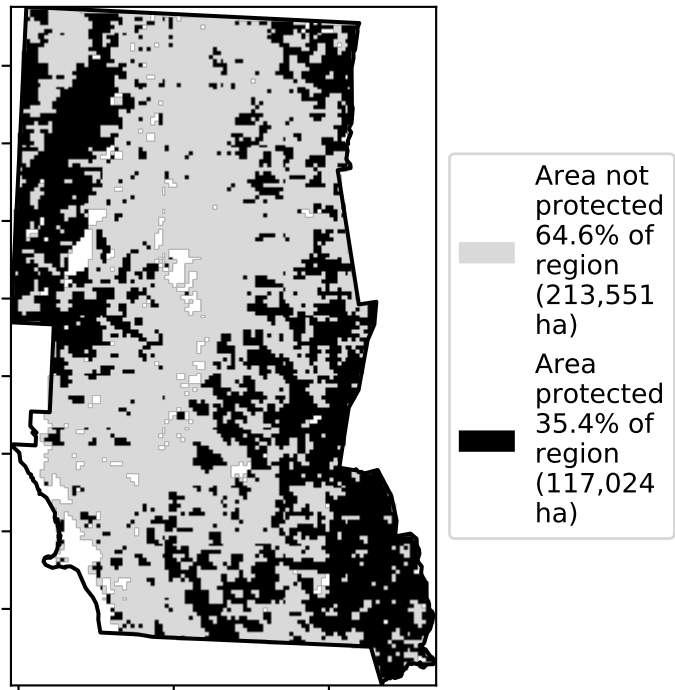 Area not
protected
64.6% of
region
(213,551
ha)
Area
protected
35.4% of
region
(117,024
ha)